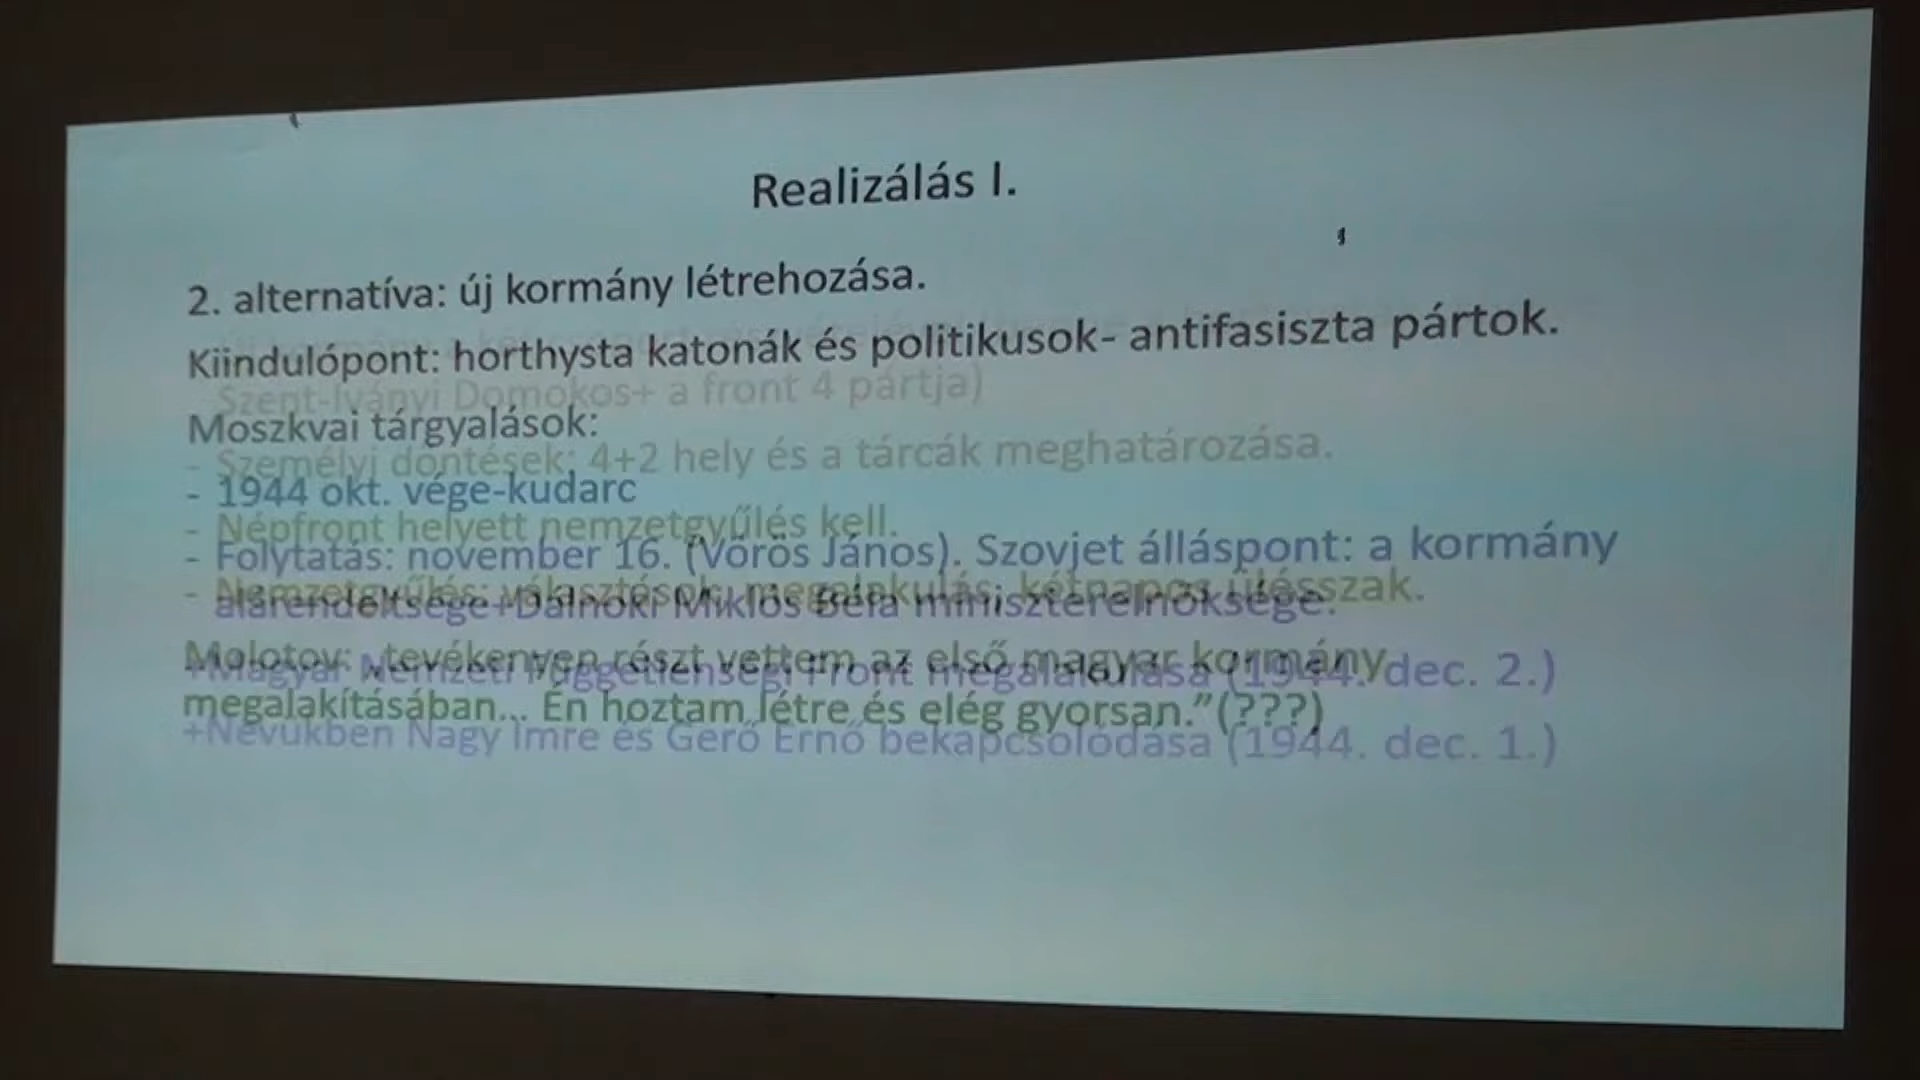 Realizálás I.
2. alternatíva: új kormány létrehozása.
Kiindulópont: horthysta katonák és politikusok- antifasiszta pártok.
Szent-Iványi Domokos+ a front 4 pártja)
Moszkvai tárgyalások:
- Személyi döntések: 4+2 hely és a tárcák meghatározása.
- 1944 okt. vége-kudarc
- Népfront helyett nemzetgyűlés kell.
- Folytatás: november 16. (Vörös János). Szovjet álláspont: a kormány
- Nemzetgyűlés: választások, megalakulás: kétnapos ülésszak.
alárendeltsége+Dálnoki Miklós Béla miniszterelnöksége.
Molotov: „tevékenyen részt vettem az első magyar kormány
+Magyar Nemzeti Függetlenségi Front megalakulása (1944. dec. 2.)
megalakításában... Én hoztam létre és elég gyorsan.”(???)
+Nevükben Nagy Imre és Gerő Ernő bekapcsolódása (1944. dec. 1.)